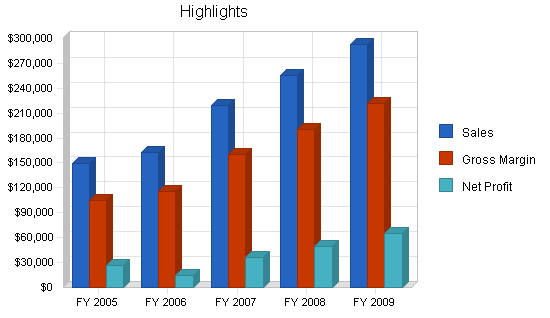 Highlights
$300,000
$270,000
$240,000
$210,000
$180,000
$150,000
$120,000
$90,000
$60,000
$30,000
$0
FY 2005
FY 2006
FY 2007
FY 2008
FY 2009
Sales
Gross Margin
Net Profit